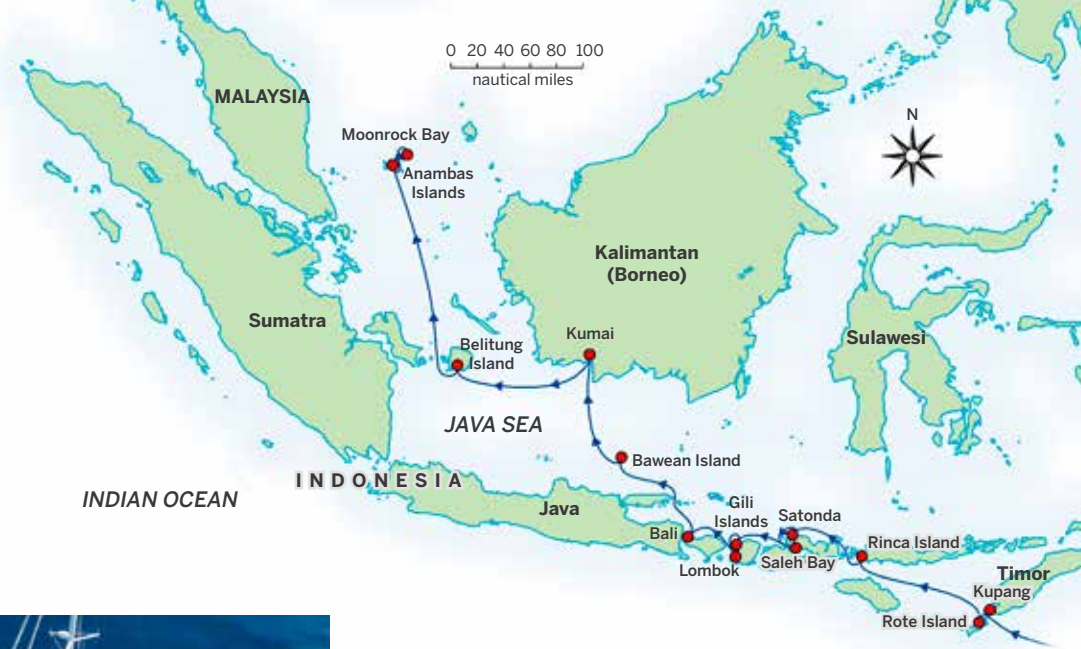 0 20 40 60 80 100
nautical miles
MALAYSIA
N
Moonrock Bay
Anambas
Islands
Kalimantan
(Borneo)
Sumatra
Kumai
Sulawesi
Belitung
Island
JAVA SEA
Bawean Island
INDONESIA
INDIAN OCEAN
Java
Gili
Islands
Satonda
Bali
Rinca Island
Lombok
Saleh Bay
Timor
Kupang
Rote Island